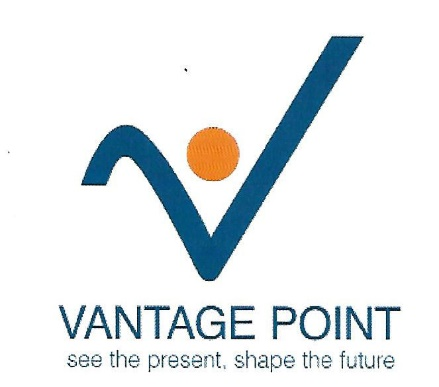 VANTAGE POINT
see the present, shape the future